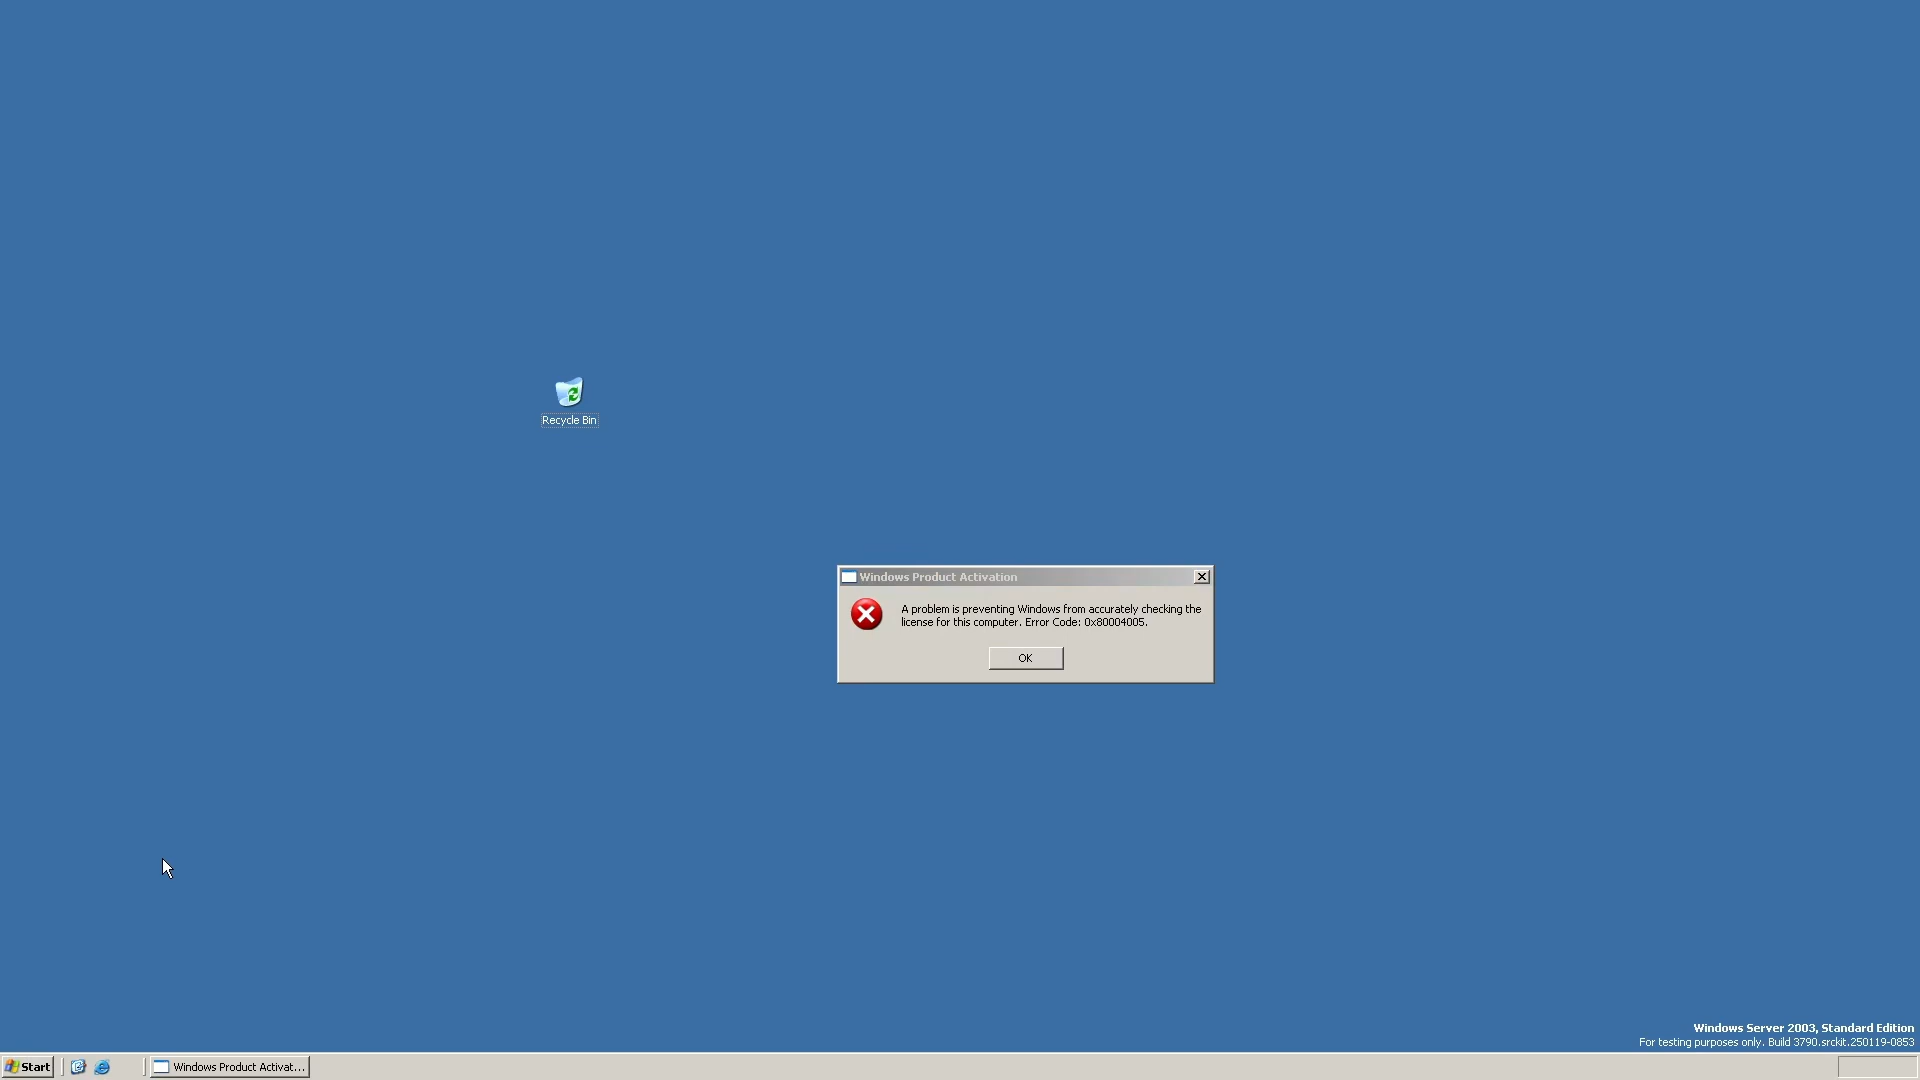 Recycle Bin
Windows Product Activation
A problem is preventing Windows from accurately checking the
license for this computer. Error Code: 0x80004005.
OK
Windows Server 2003, Standard Edition
For testing purposes only. Build 3790.srckit.250119-0853
Start
Windows Product Activat...